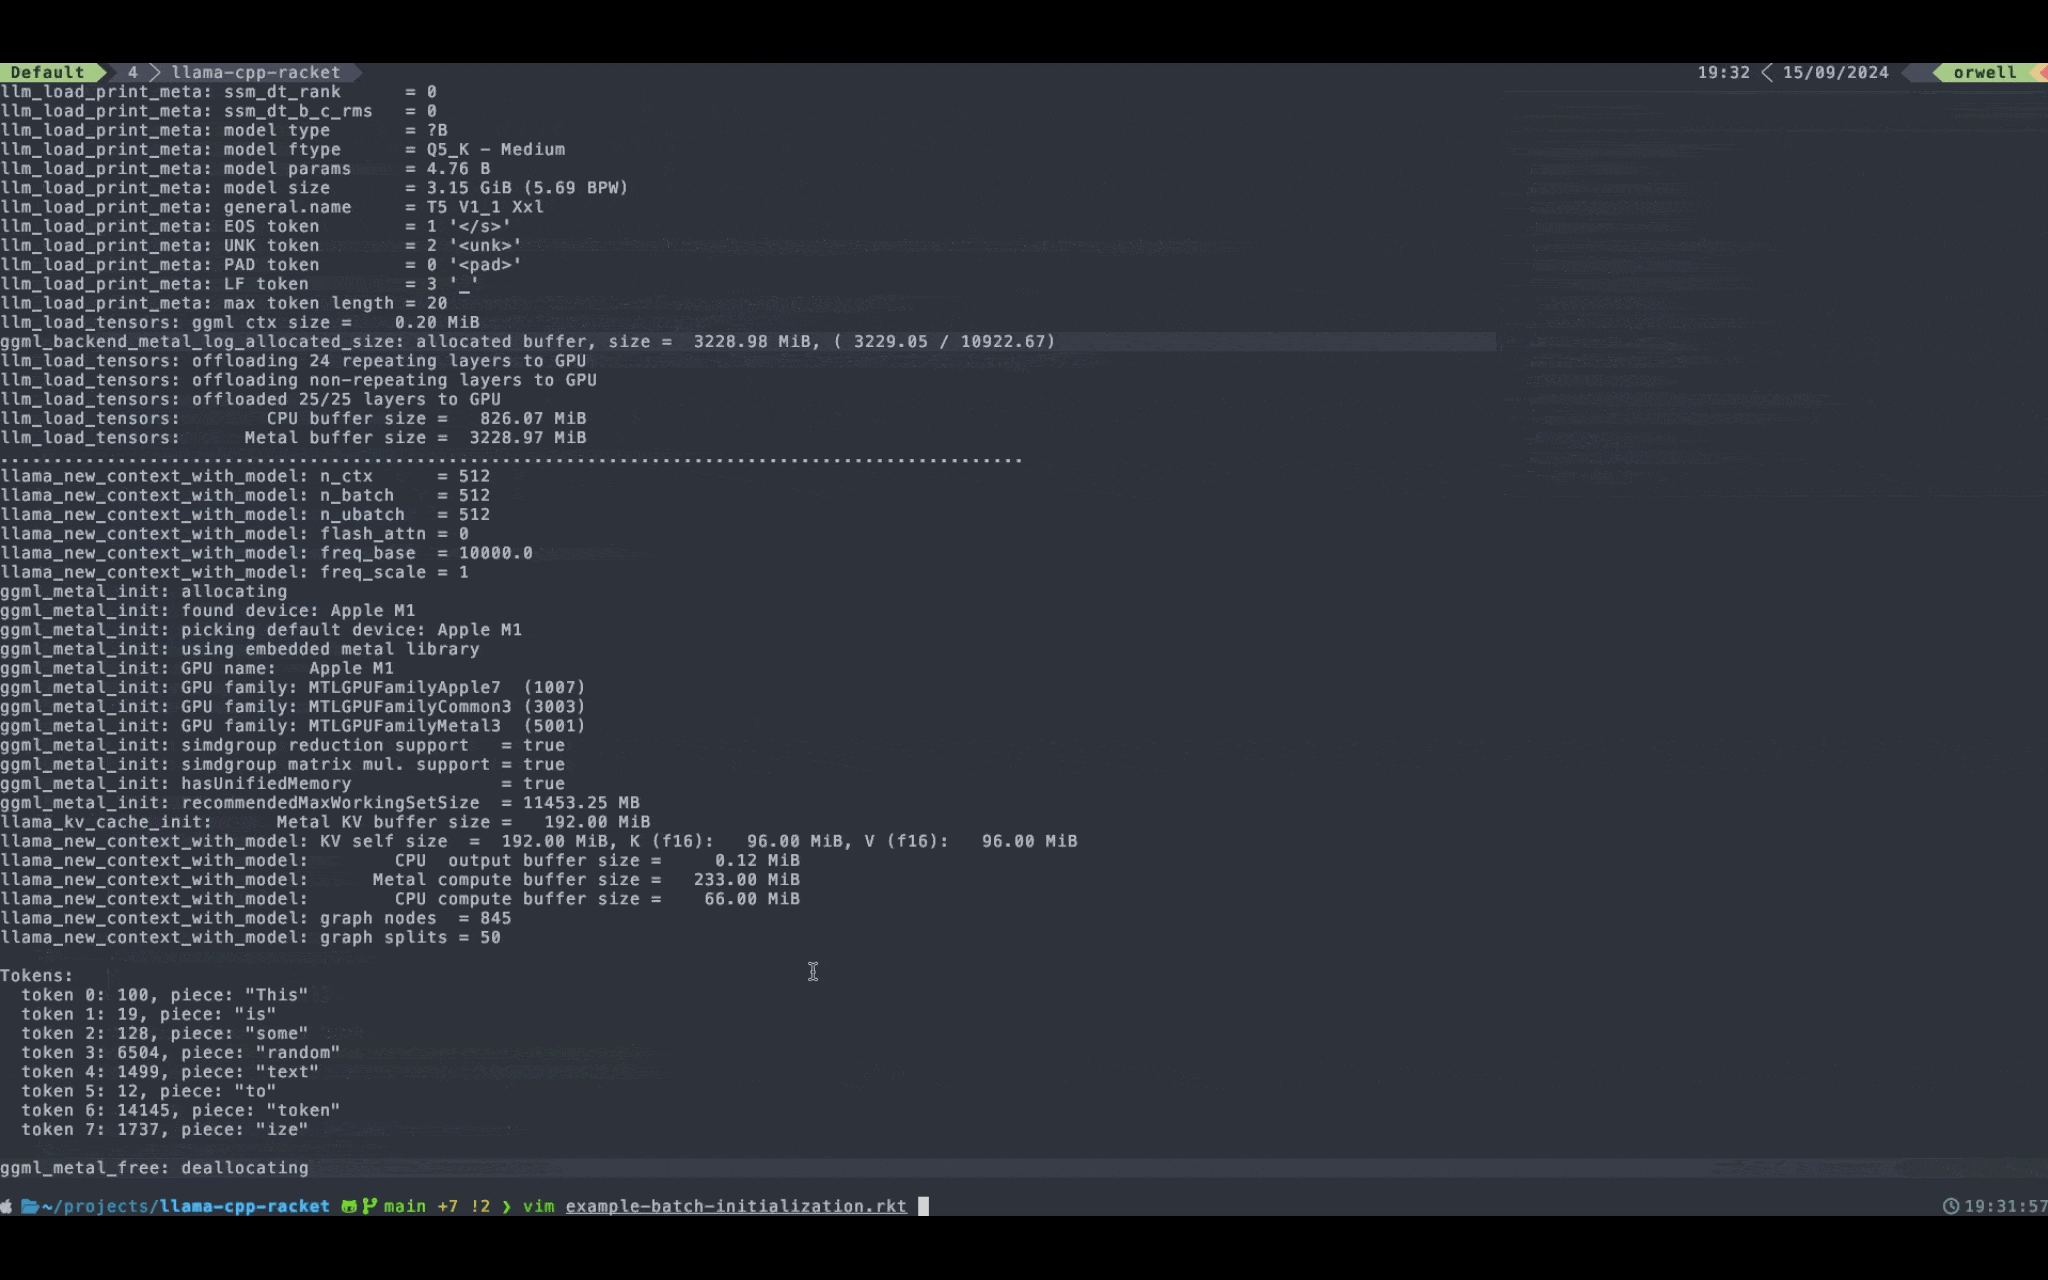 Default 4 llama-cpp-racket 19:32 15/09/2024 orwell
llm_load_print_meta: ssm_dt_rank      = 0
llm_load_print_meta: ssm_dt_b_c_rms   = 0
llm_load_print_meta: model type       = ?B
llm_load_print_meta: model ftype      = Q5_K - Medium
llm_load_print_meta: model params     = 4.76 B
llm_load_print_meta: model size       = 3.15 GiB (5.69 BPW)
llm_load_print_meta: general.name     = T5 V1_1 Xxl
llm_load_print_meta: EOS token        = 1 '</s>'
llm_load_print_meta: UNK token        = 2 '<unk>'
llm_load_print_meta: PAD token        = 0 '<pad>'
llm_load_print_meta: LF token         = 3 '_'
llm_load_print_meta: max token length = 20
llm_load_tensors: ggml ctx size =    0.20 MiB
ggml_backend_metal_log_allocated_size: allocated buffer, size =  3228.98 MiB, ( 3229.05 / 10922.67)
llm_load_tensors: offloading 24 repeating layers to GPU
llm_load_tensors: offloading non-repeating layers to GPU
llm_load_tensors: offloaded 25/25 layers to GPU
llm_load_tensors:        CPU buffer size =   826.07 MiB
llm_load_tensors:      Metal buffer size =  3228.97 MiB
................................................................................................
llama_new_context_with_model: n_ctx      = 512
llama_new_context_with_model: n_batch    = 512
llama_new_context_with_model: n_ubatch   = 512
llama_new_context_with_model: flash_attn = 0
llama_new_context_with_model: freq_base  = 10000.0
llama_new_context_with_model: freq_scale = 1
ggml_metal_init: allocating
ggml_metal_init: found device: Apple M1
ggml_metal_init: picking default device: Apple M1
ggml_metal_init: using embedded metal library
ggml_metal_init: GPU name:   Apple M1
ggml_metal_init: GPU family: MTLGPUFamilyApple7  (1007)
ggml_metal_init: GPU family: MTLGPUFamilyCommon3 (3003)
ggml_metal_init: GPU family: MTLGPUFamilyMetal3  (5001)
ggml_metal_init: simdgroup reduction support   = true
ggml_metal_init: simdgroup matrix mul. support = true
ggml_metal_init: hasUnifiedMemory              = true
ggml_metal_init: recommendedMaxWorkingSetSize  = 11453.25 MB
llama_kv_cache_init:      Metal KV buffer size =   192.00 MiB
llama_new_context_with_model: KV self size  =  192.00 MiB, K (f16):   96.00 MiB, V (f16):   96.00 MiB
llama_new_context_with_model:        CPU  output buffer size =     0.12 MiB
llama_new_context_with_model:      Metal compute buffer size =   233.00 MiB
llama_new_context_with_model:        CPU compute buffer size =    66.00 MiB
llama_new_context_with_model: graph nodes  = 845
llama_new_context_with_model: graph splits = 50
Tokens:
  token 0: 100, piece: "This"
  token 1: 19, piece: "is"
  token 2: 128, piece: "some"
  token 3: 6504, piece: "random"
  token 4: 1499, piece: "text"
  token 5: 12, piece: "to"
  token 6: 14145, piece: "token"
  token 7: 1737, piece: "ize"
ggml_metal_free: deallocating
~/projects/llama-cpp-racket main +7 !2 ❯ vim example-batch-initialization.rkt 19:31:57